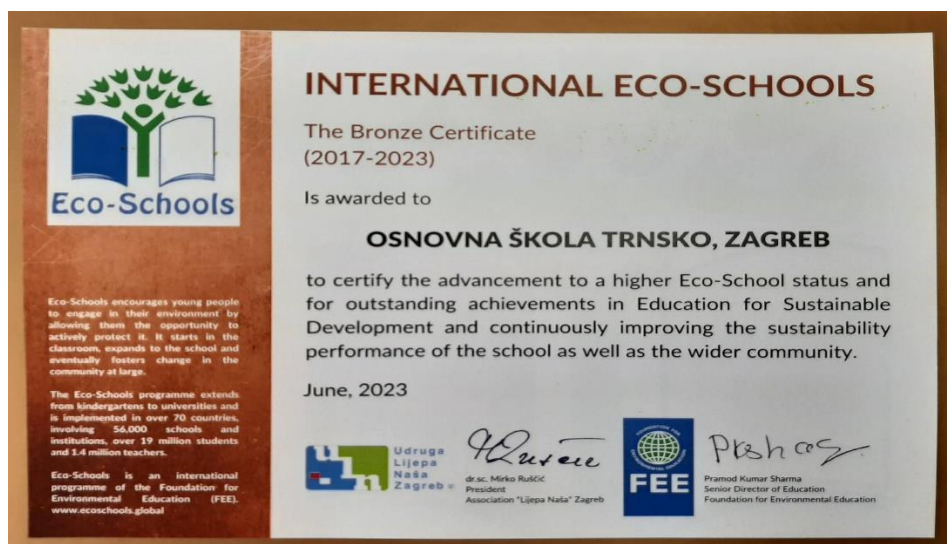 Eco-Schools
Eco-Schools encourages young people
to engage in their environment by
allowing them the opportunity to
actively protect it. It starts in the
classroom, expands to the school and
eventually fosters change in the
community at large.
The Eco-Schools programme extends
from kindergartens to universities and
is implemented in over 70 countries,
involving 56,000 schools and
institutions, over 19 million students
and 1.4 million teachers.
Eco-Schools is an international
programme of the Foundation for
Environmental Education (FEE).
www.ecoschools.global
INTERNATIONAL ECO-SCHOOLS
The Bronze Certificate
(2017-2023)
Is awarded to
OSNOVNA ŠKOLA TRNSKO, ZAGREB
to certify the advancement to a higher Eco-School status and
for outstanding achievements in Education for Sustainable
Development and continuously improving the sustainability
performance of the school as well as the wider community.
June, 2023
Udruga
Lijepa
Naša
Zagreb
dr.sc. Mirko Ruščić
President
Association "Lijepa Naša" Zagreb
FOUNDATION FOR
ENVIRONMENTAL EDUCATION
FEE
Pramod Kumar Sharma
Senior Director of Education
Foundation for Environmental Education